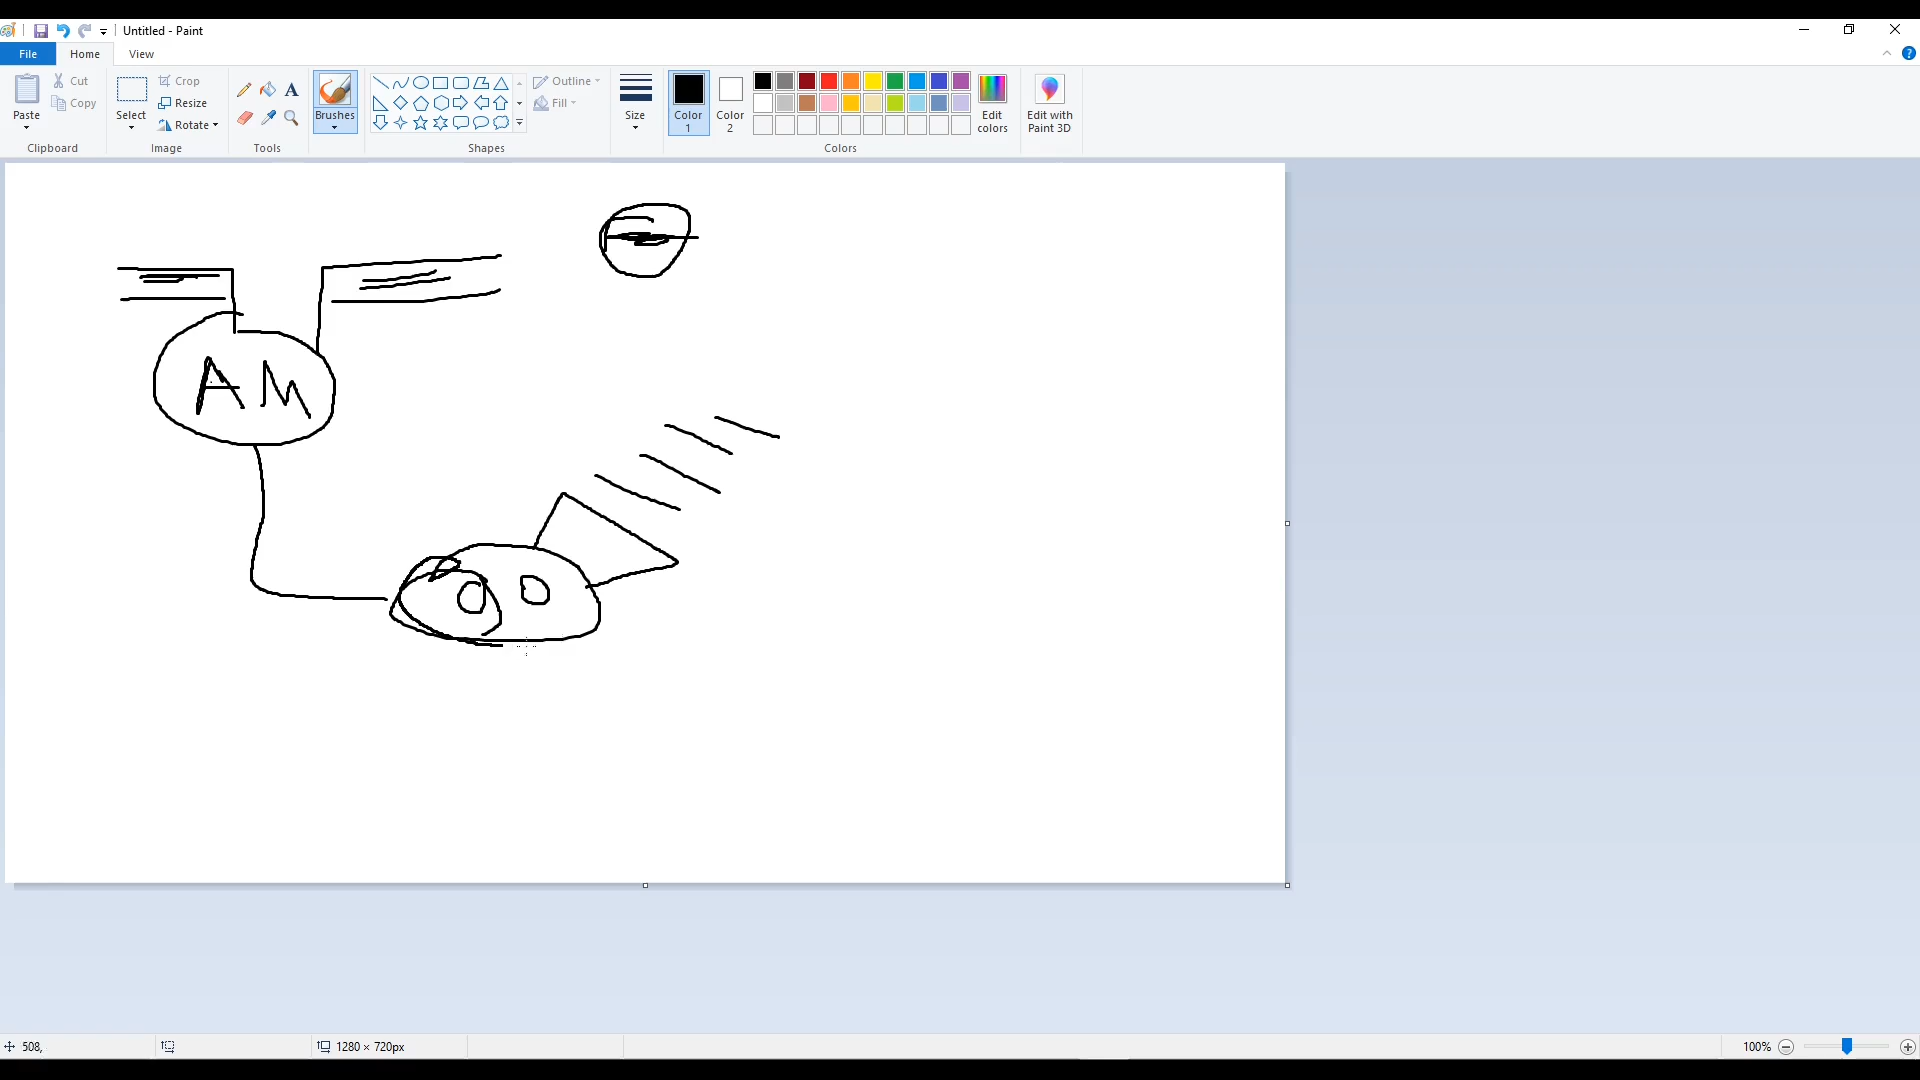 Untitled - Paint
File Home View
Paste
Cut
Copy
Clipboard
Select
Crop
Resize
Rotate
Image
Tools
Brushes
Shapes
Outline
Fill
Size
Color 1
Color 2
Edit colors
Colors
Edit with Paint 3D
AM
508,
1280 × 720px
100%